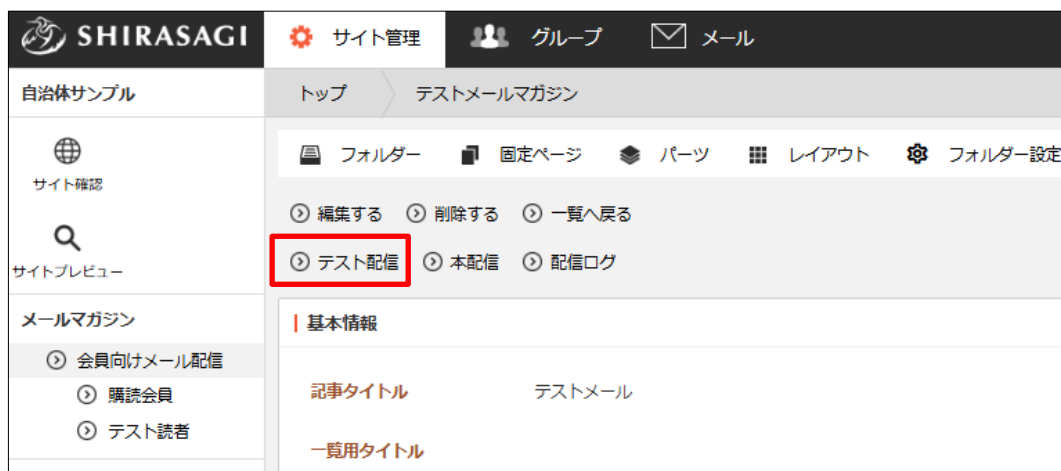 SHIRASAGI サイト管理 グループ メール
自治体サンプル
トップ テストメールマガジン
サイト確認
サイトプレビュー
フォルダー 固定ページ パーツ レイアウト フォルダー設定
編集する 削除する 一覧へ戻る
テスト配信 本配信 配信ログ
メールマガジン
会員向けメール配信
購読会員
テスト読者
基本情報
記事タイトル テストメール
一覧用タイトル